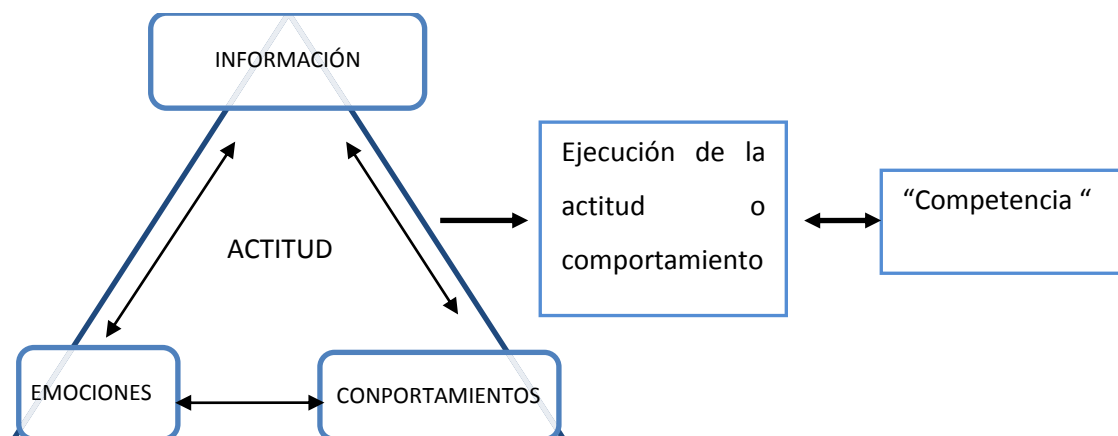 INFORMACIÓN
Ejecución de la
actitud o
comportamiento
“Competencia “
ACTITUD
EMOCIONES
CONPORTAMIENTOS